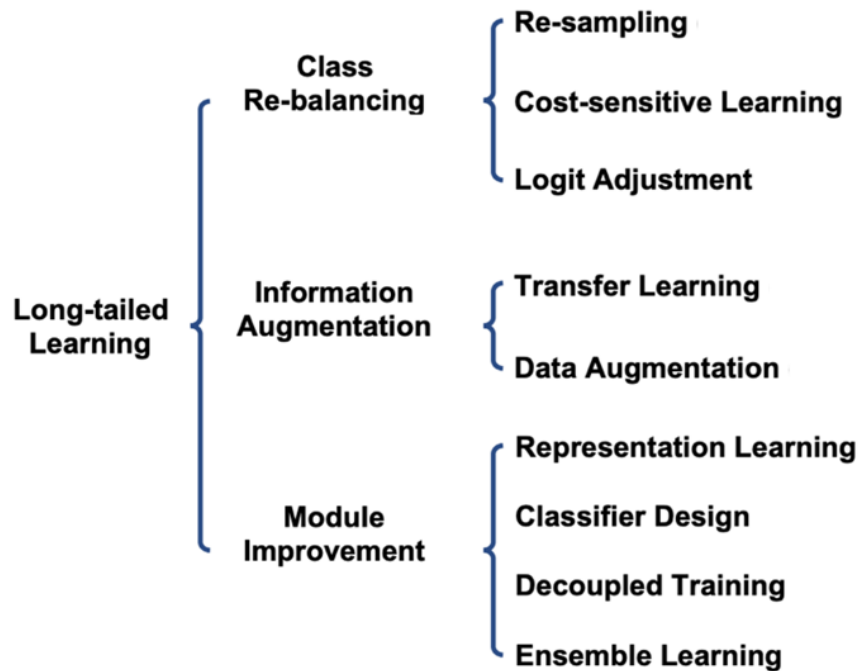 Long-tailed
Learning
Class
Re-balancing
Re-sampling
Cost-sensitive Learning
Logit Adjustment
Information
Augmentation
Transfer Learning
Data Augmentation
Module
Improvement
Representation Learning
Classifier Design
Decoupled Training
Ensemble Learning